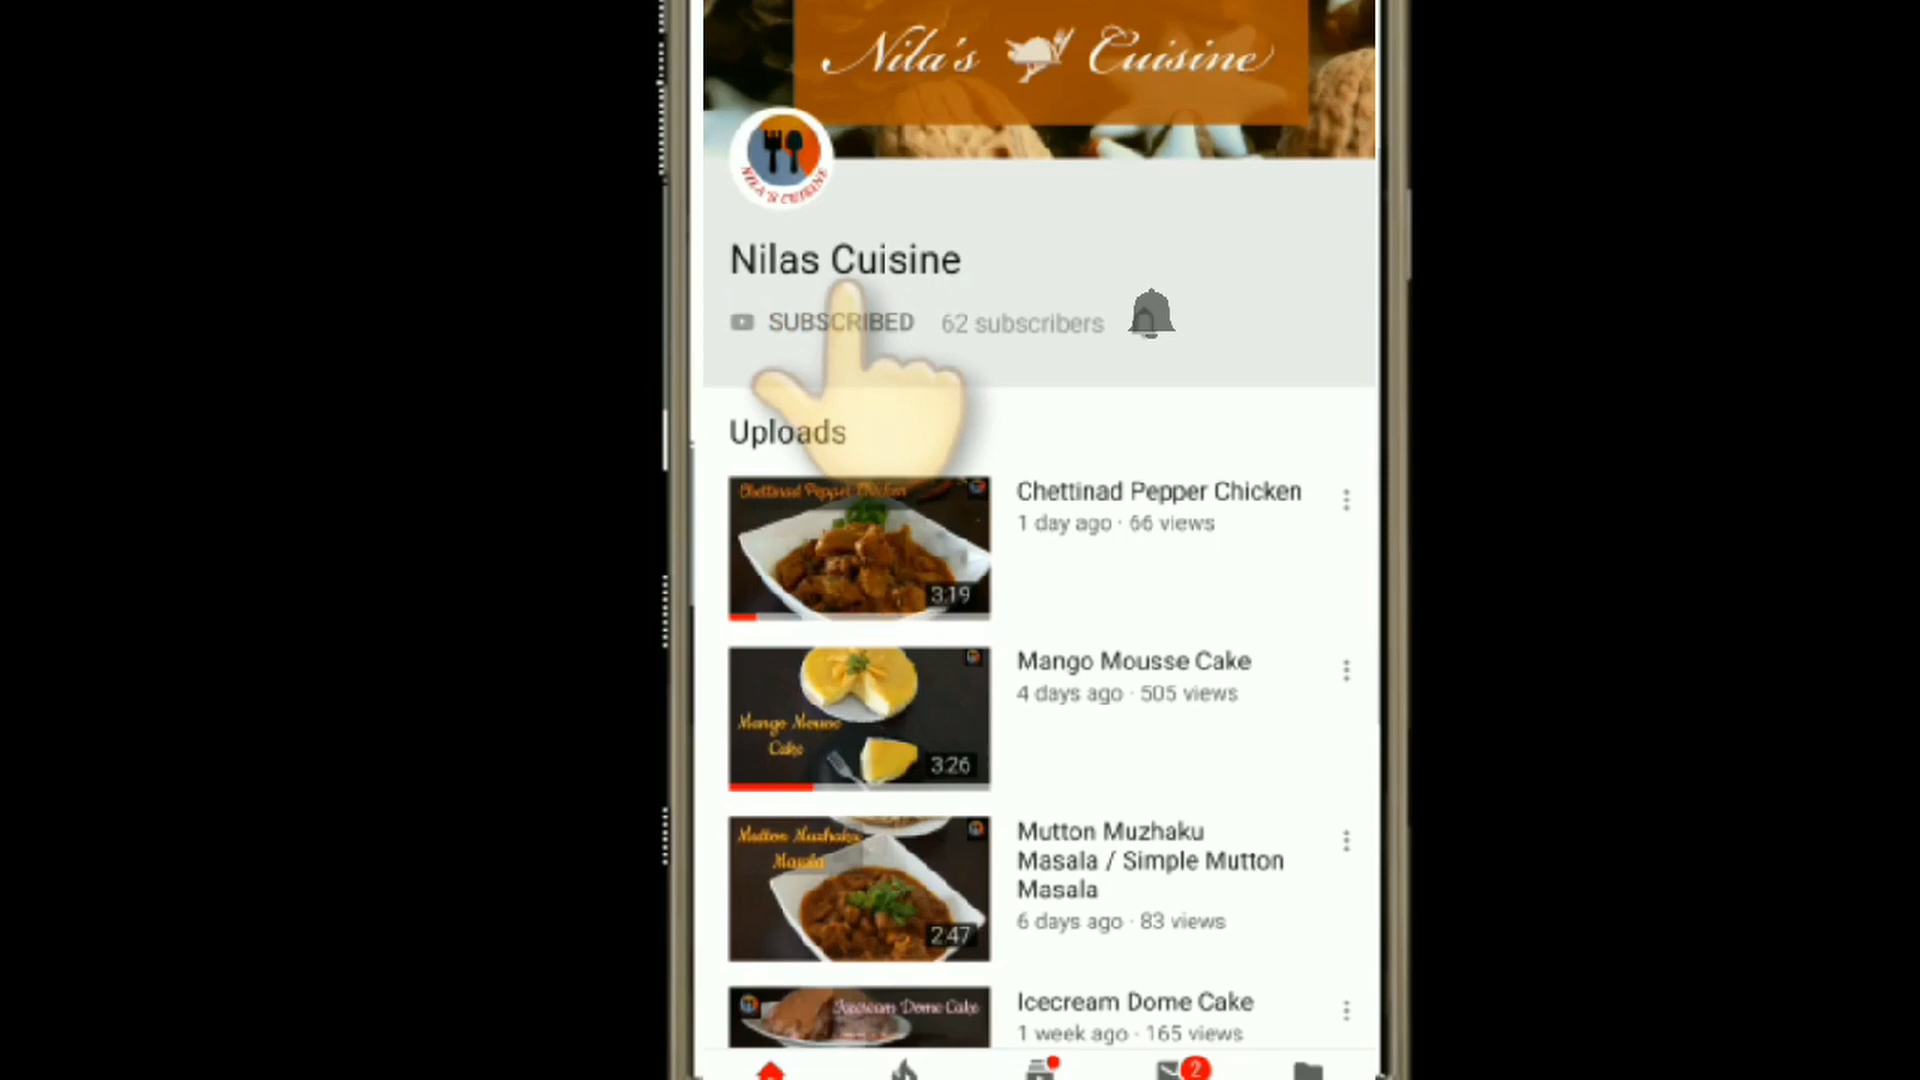 Nila's Cuisine
NILA'S CUISINE
Nilas Cuisine
SUBSCRIBED 62 subscribers
Uploads
Chettinad Pepper Chicken
3:19
Chettinad Pepper Chicken
1 day ago · 66 views
Mango Mousse
Cake
3:26
Mango Mousse Cake
4 days ago · 505 views
Mutton Muzhaku
Masala
2:47
Mutton Muzhaku
Masala / Simple Mutton
Masala
6 days ago · 83 views
Icecream Dome Cake
Icecream Dome Cake
1 week ago · 165 views
2